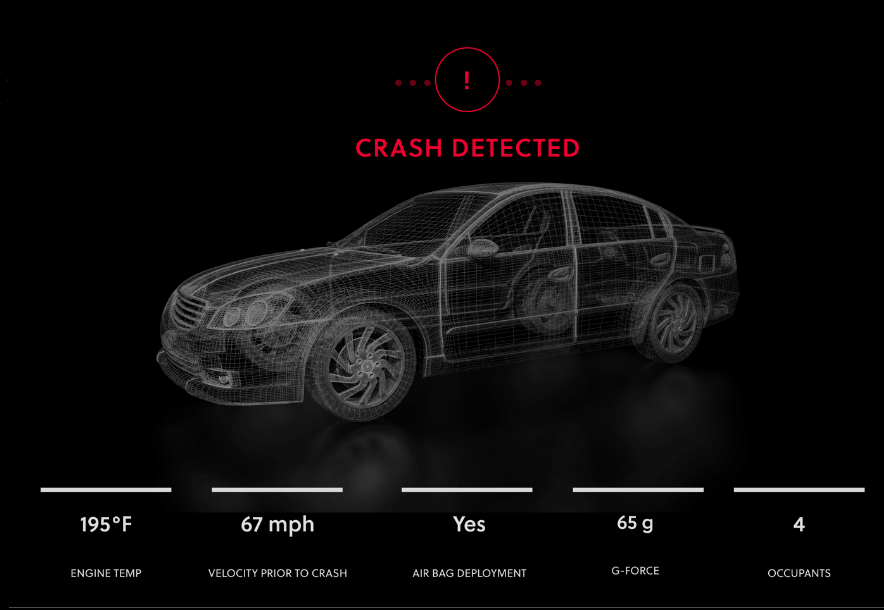 !
CRASH DETECTED
195°F
67 mph
Yes
65 g
4
ENGINE TEMP
VELOCITY PRIOR TO CRASH
AIR BAG DEPLOYMENT
G-FORCE
OCCUPANTS